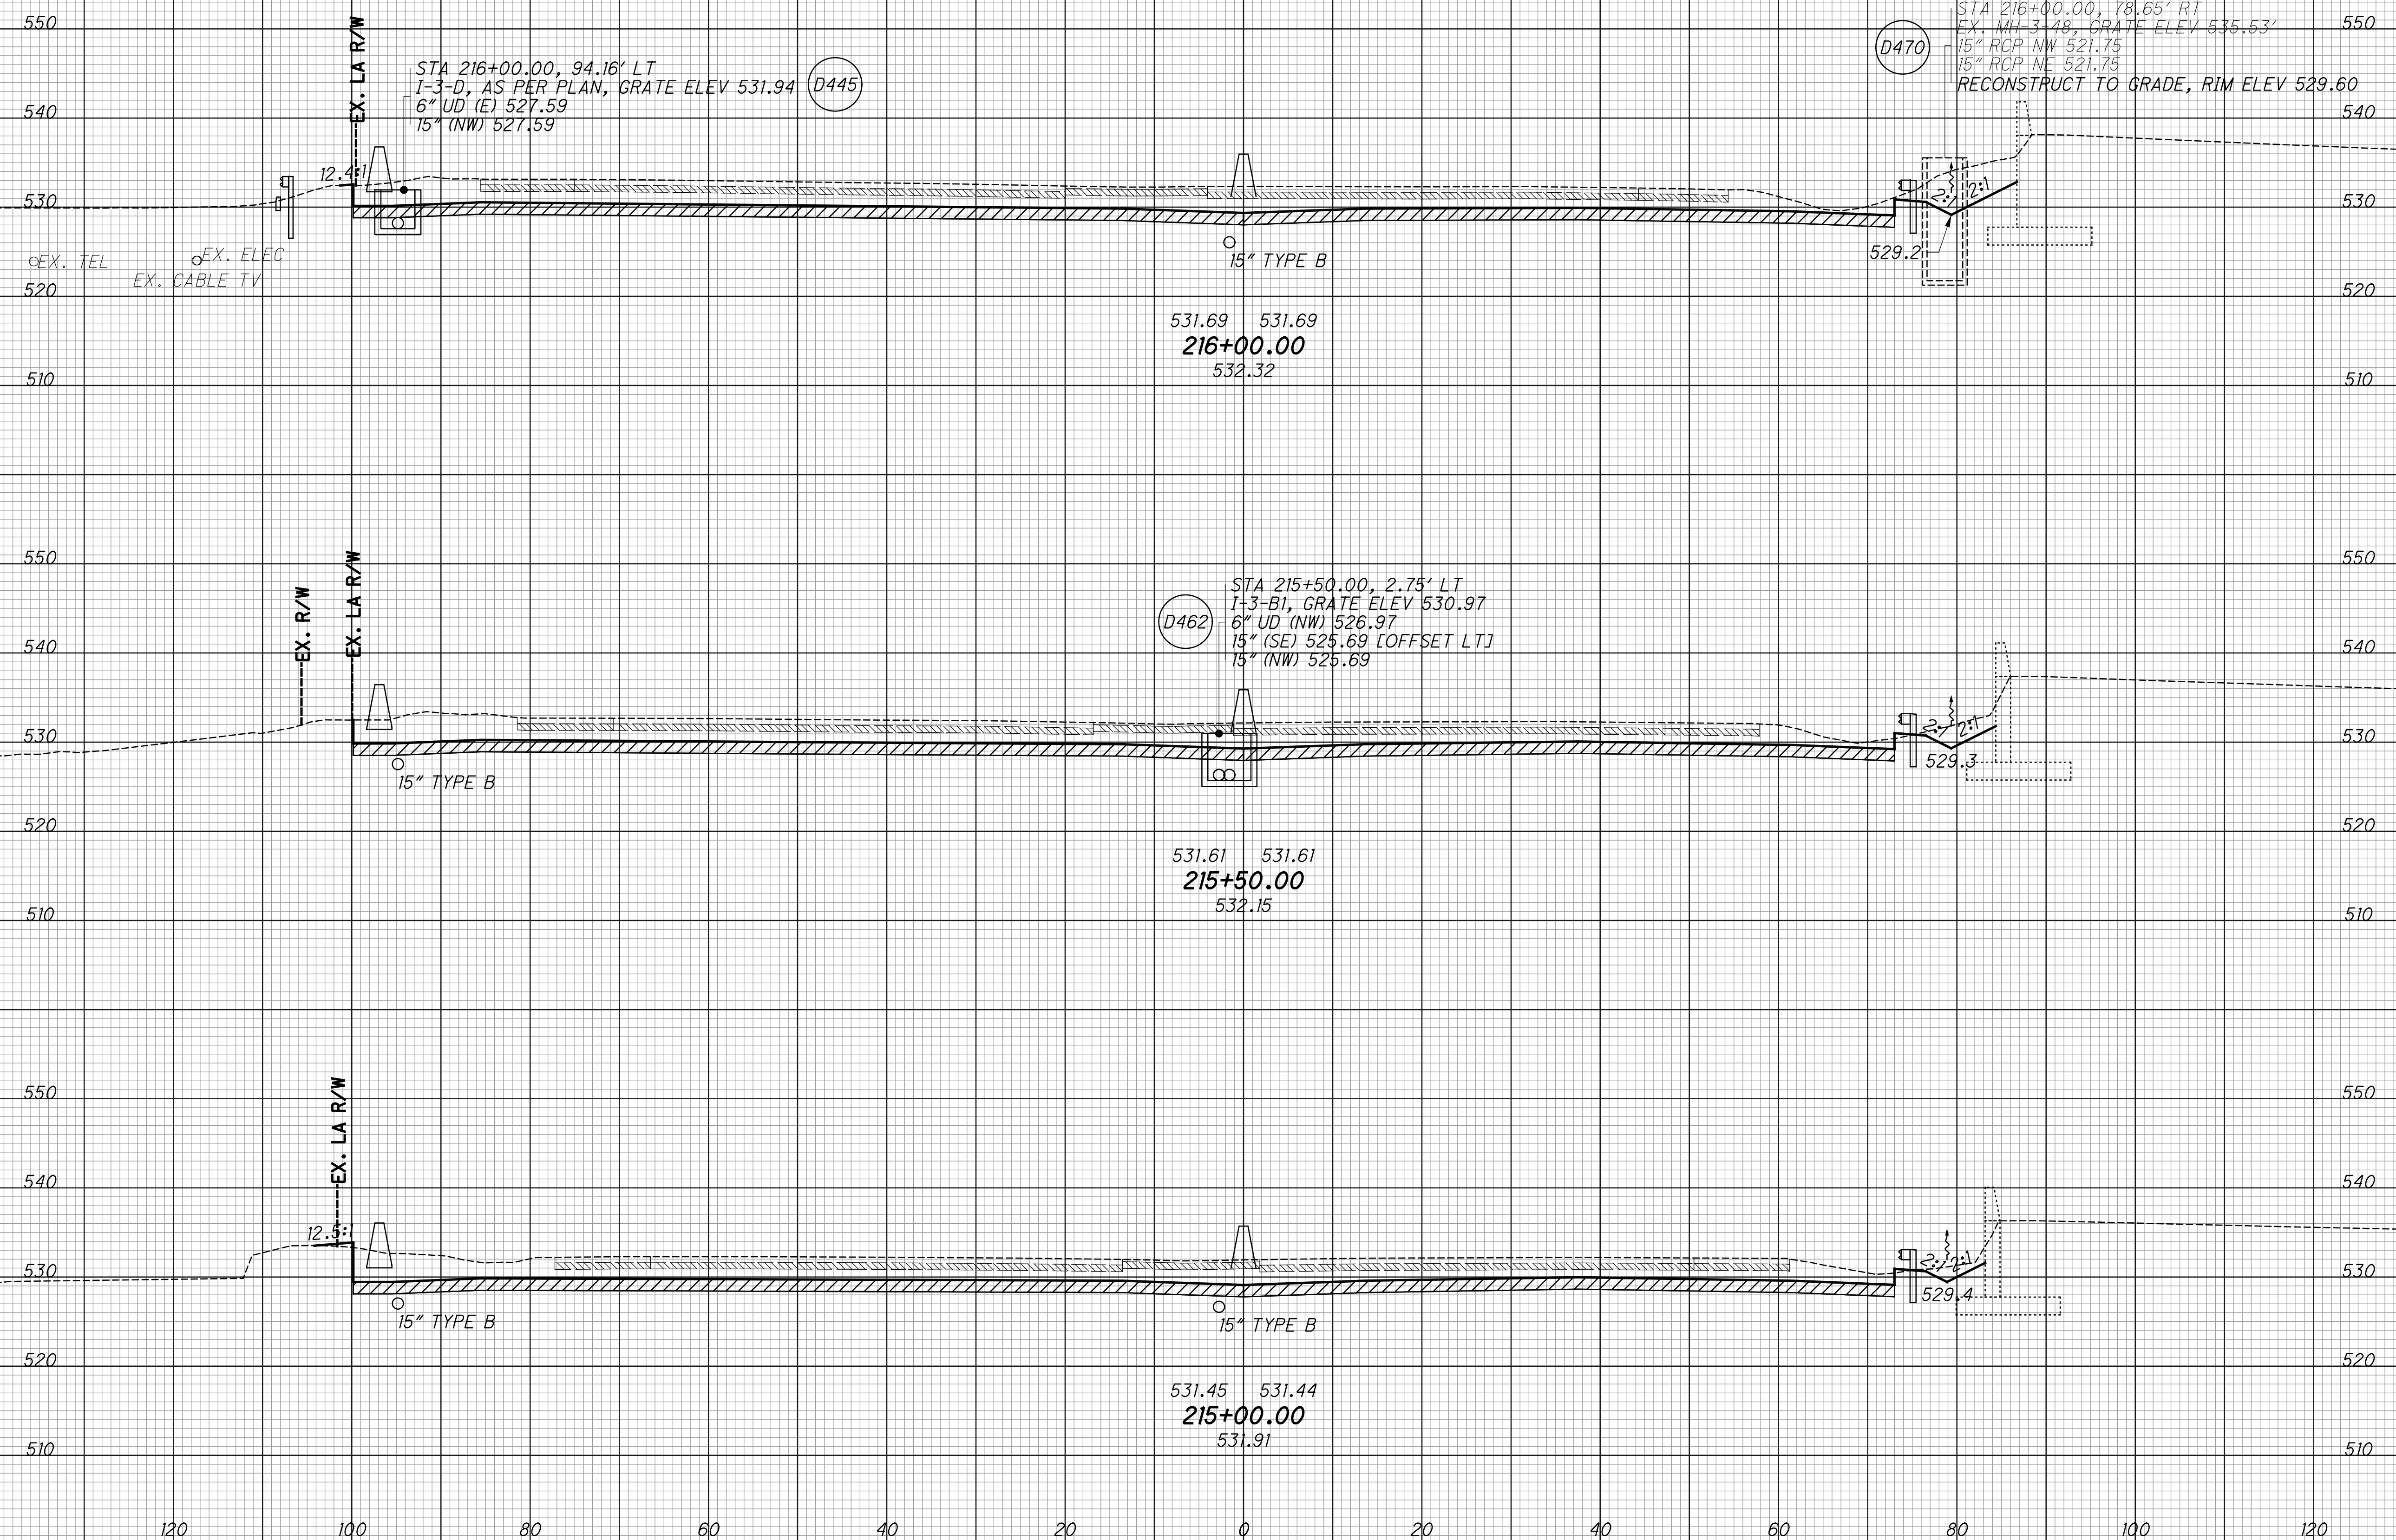 550
EX. LA R/W
STA 216+00.00, 94.16' LT
I-3-D, AS PER PLAN, GRATE ELEV 531.94
6" UD (E) 527.59
15" (NW) 527.59
D445
D470
STA 216+00.00, 78.65' RT
EX. MH-3-48, GRATE ELEV 535.53'
15" RCP NW 521.75
15" RCP NE 521.75
RECONSTRUCT TO GRADE, RIM ELEV 529.60
550
540
540
12.4:1
2:1
2:1
530
530
EX. TEL
EX. ELEC
EX. CABLE TV
15" TYPE B
529.2
520
520
531.69 531.69
216+00.00
532.32
510
510
550
550
EX. R/W
EX. LA R/W
D462
STA 215+50.00, 2.75' LT
I-3-B1, GRATE ELEV 530.97
6" UD (NW) 526.97
15" (SE) 525.69 [OFFSET LT]
15" (NW) 525.69
540
540
2:1
2:1
530
530
15" TYPE B
529.3
520
520
531.61 531.61
215+50.00
532.15
510
510
550
550
EX. LA R/W
540
540
12.5:1
2:1
2:1
530
530
15" TYPE B
15" TYPE B
529.4
520
520
531.45 531.44
215+00.00
531.91
510
510
120 100 80 60 40 20 0 20 40 60 80 100 120